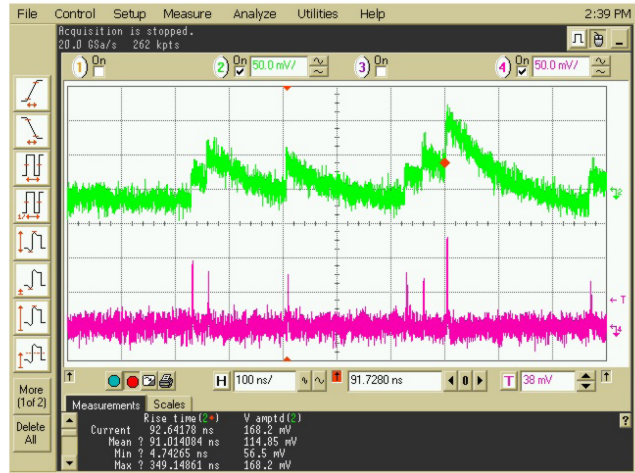 File Control Setup Measure Analyze Utilities Help 2:39 PM
Acquisition is stopped.
20.0 GSa/s 262 kpts
1 On 2 On 50.0 mV/ 3 On 4 On 50.0 mV/
2
T
4
More
(1of2)
Delete
All
H 100 ns/ 91.7280 ns 0 T 38 mV
Measurements Scales
?
Rise time(2) V amptd(2)
Current 92.64178 ns 168.2 mV
Mean ? 91.014084 ns 114.85 mV
Min ? 4.74265 ns 56.5 mV
Max ? 349.14861 ns 168.2 mV